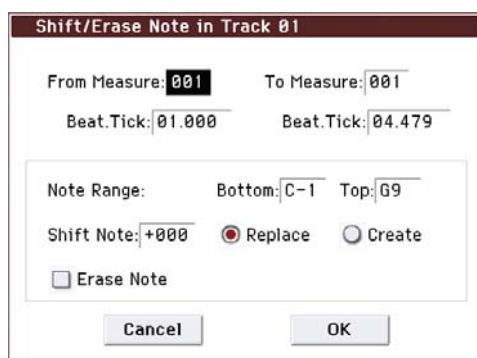 Shift/Erase Note in Track 01
From Measure: 001 To Measure: 001
Beat.Tick: 01.000 Beat.Tick: 04.479
Note Range: Bottom: C-1 Top: G9
Shift Note: +000 Replace Create
Erase Note
Cancel OK